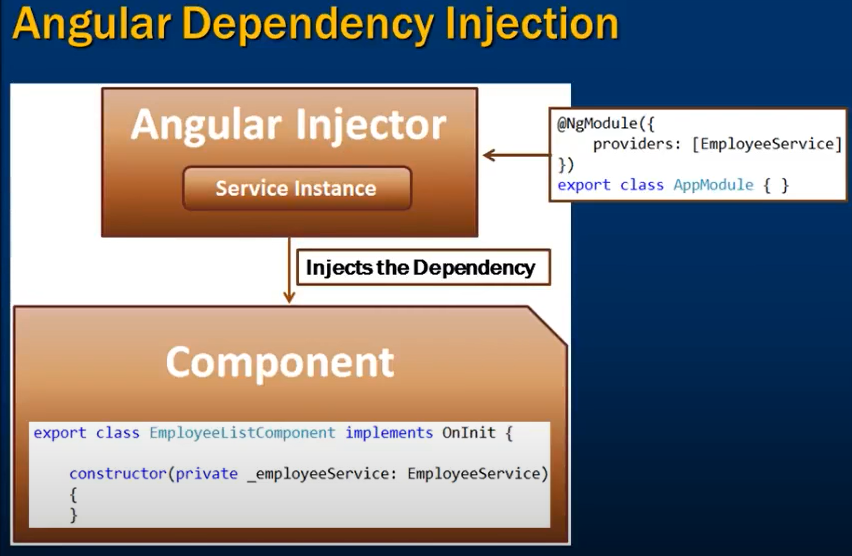 Angular Dependency Injection
Angular Injector
Service Instance
@NgModule({
    providers: [EmployeeService]
})
export class AppModule { }
Injects the Dependency
Component
export class EmployeeListComponent implements OnInit {
    constructor(private _employeeService: EmployeeService)
    {
    }